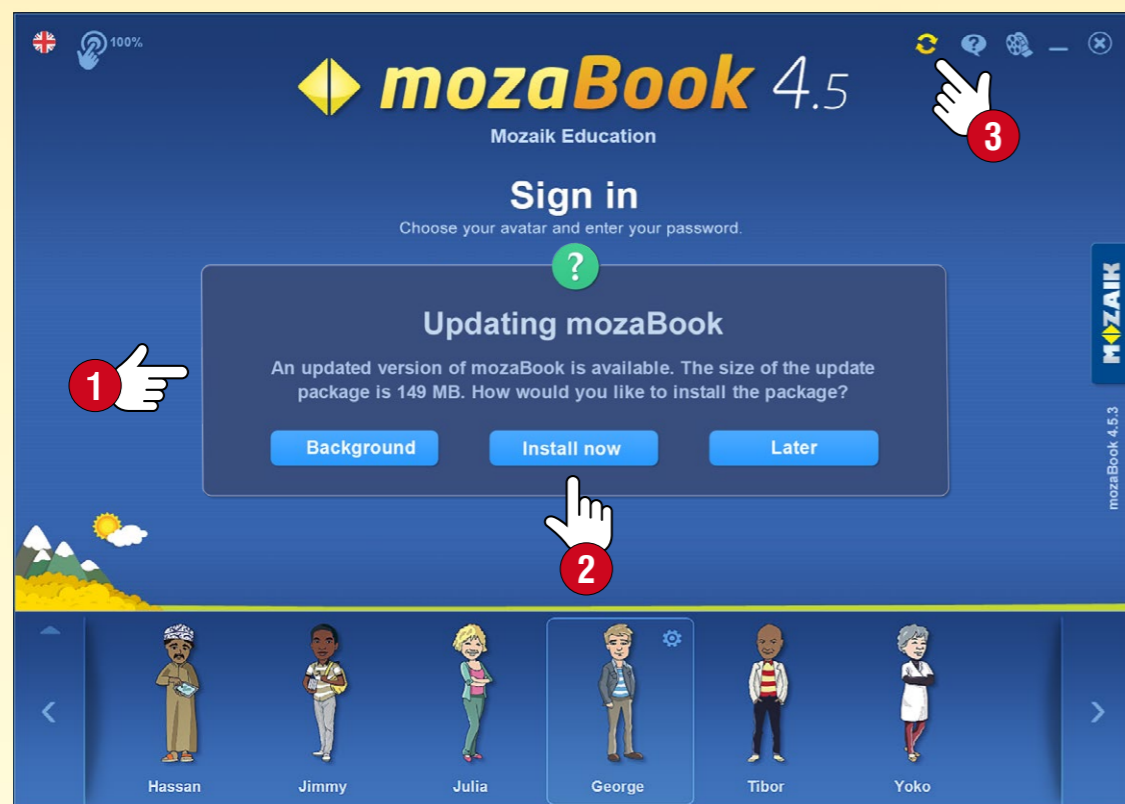 100%
mozaBook 4.5
Mozaik Education
Sign in
Choose your avatar and enter your password.
?
Updating mozaBook
An updated version of mozaBook is available. The size of the update
package is 149 MB. How would you like to install the package?
Background
Install now
Later
1
2
3
MOZAIK
mozaBook 4.5.3
Hassan
Jimmy
Julia
George
Tibor
Yoko